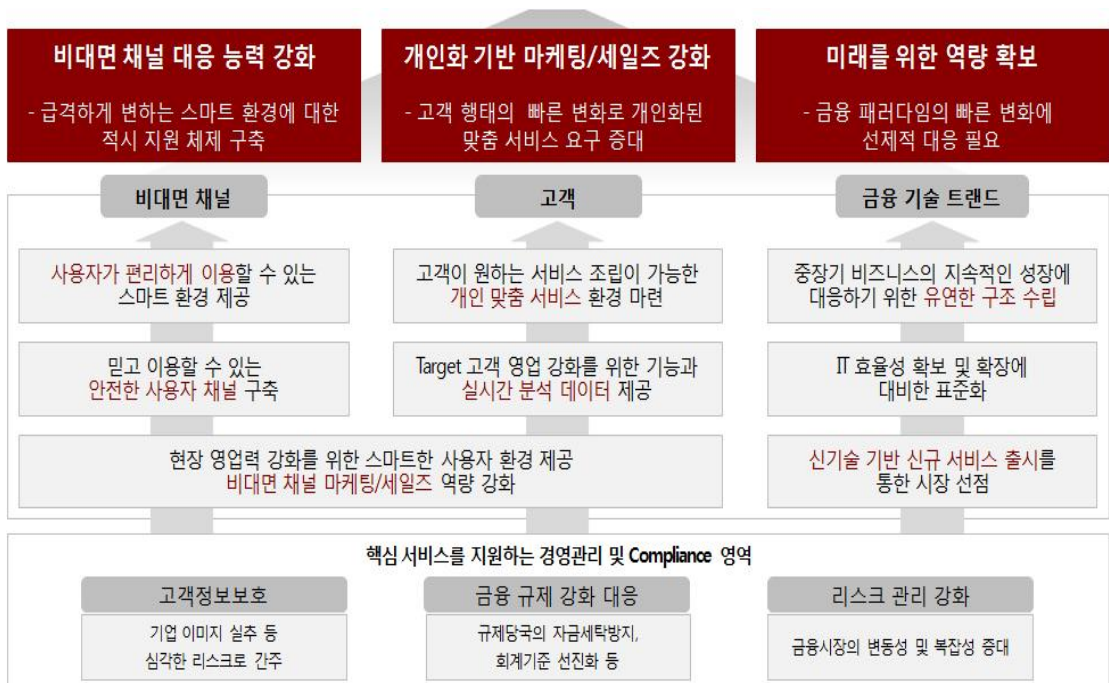 비대면 채널 대응 능력 강화
- 급격하게 변하는 스마트 환경에 대한
적시 지원 체제 구축
개인화 기반 마케팅/세일즈 강화
- 고객 행태의 빠른 변화로 개인화된
맞춤 서비스 요구 증대
미래를 위한 역량 확보
- 금융 패러다임의 빠른 변화에
선제적 대응 필요
비대면 채널
고객
금융 기술 트랜드
사용자가 편리하게 이용할 수 있는
스마트 환경 제공
고객이 원하는 서비스 조립이 가능한
개인 맞춤 서비스 환경 마련
중장기 비즈니스의 지속적인 성장에
대응하기 위한 유연한 구조 수립
믿고 이용할 수 있는
안전한 사용자 채널 구축
Target 고객 영업 강화를 위한 기능과
실시간 분석 데이터 제공
IT 효율성 확보 및 확장에
대비한 표준화
현장 영업력 강화를 위한 스마트한 사용자 환경 제공
비대면 채널 마케팅/세일즈 역량 강화
신기술 기반 신규 서비스 출시를
통한 시장 선점
핵심 서비스를 지원하는 경영관리 및 Compliance 영역
고객정보보호
기업 이미지 실추 등
심각한 리스크로 간주
금융 규제 강화 대응
규제당국의 자금세탁방지,
회계기준 선진화 등
리스크 관리 강화
금융시장의 변동성 및 복잡성 증대